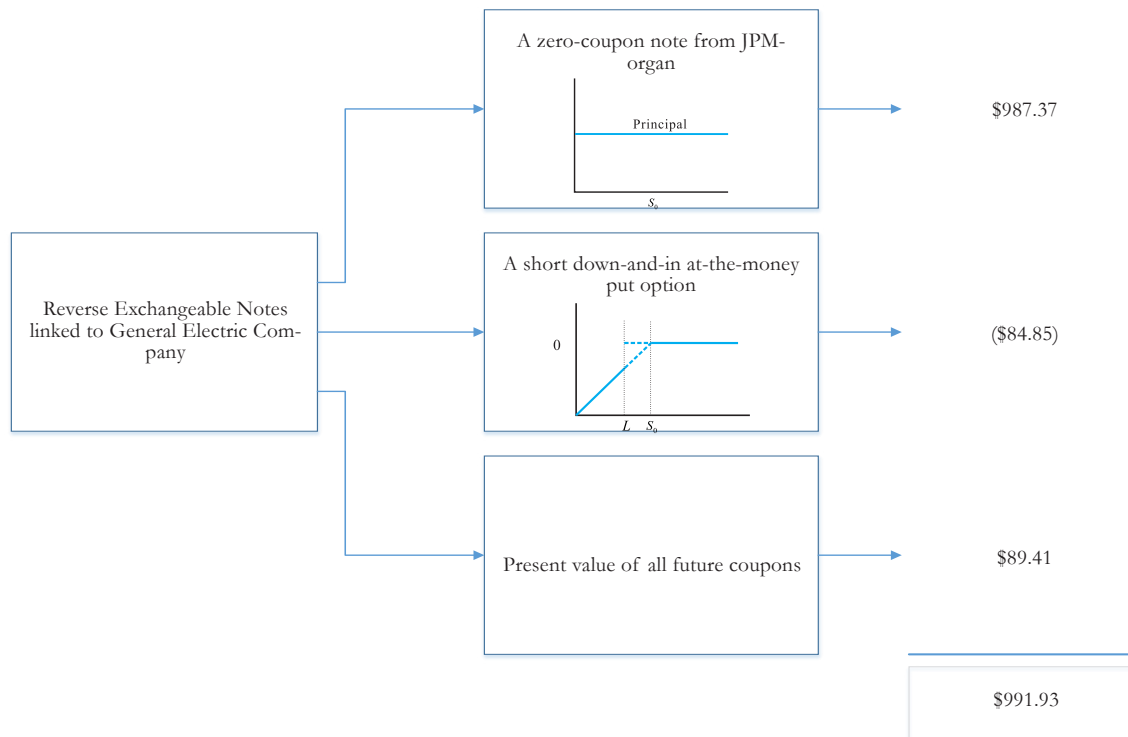 A zero-coupon note from JPM-
organ
Principal
S₀
$987.37
Reverse Exchangeable Notes
linked to General Electric Com-
pany
A short down-and-in at-the-money
put option
0
L S₀
($84.85)
Present value of all future coupons
$89.41
$991.93